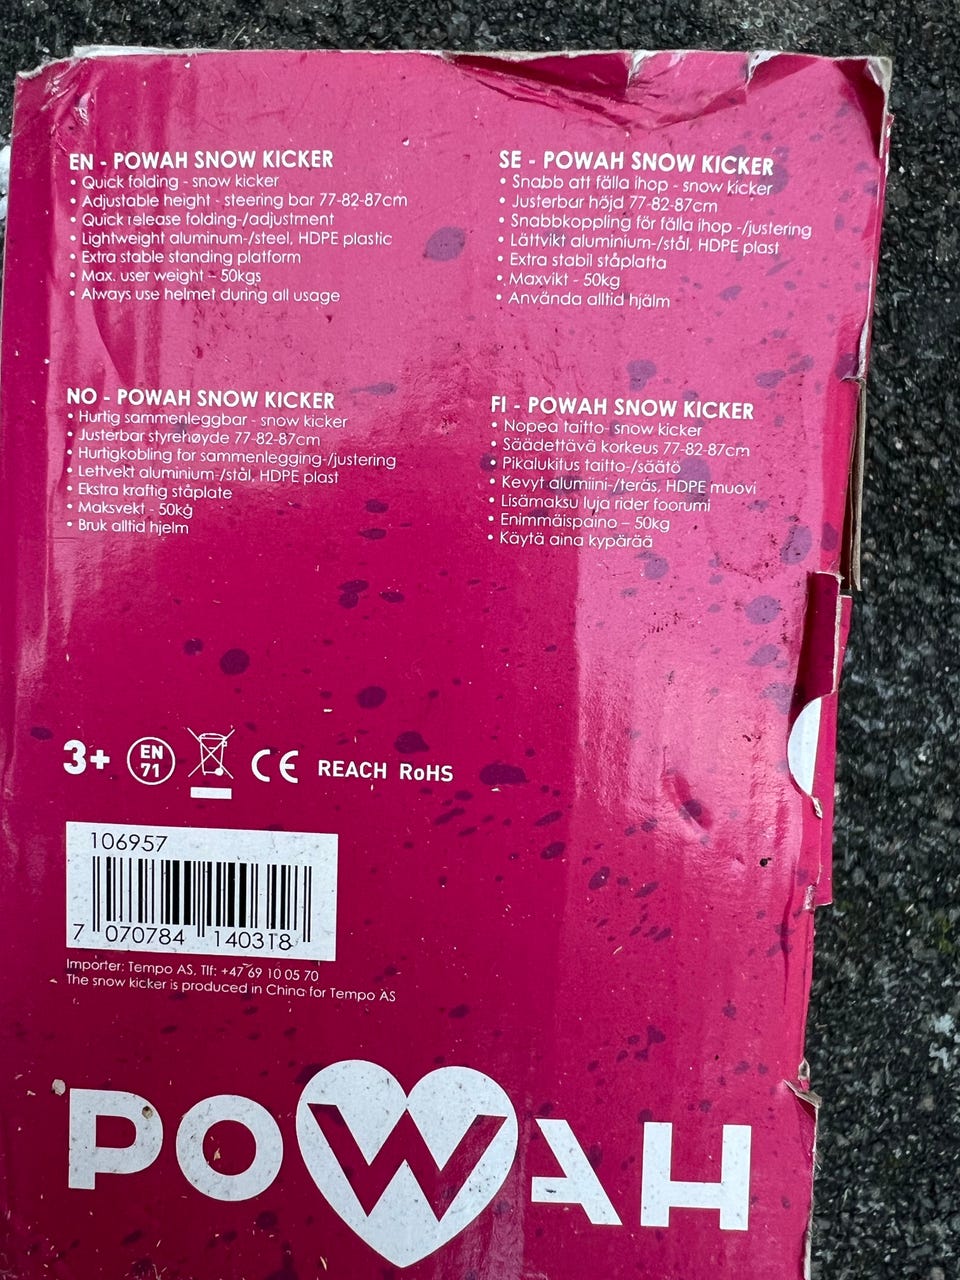 EN - POWAH SNOW KICKER
• Quick folding - snow kicker
• Adjustable height - steering bar 77-82-87cm
• Quick release folding-/adjustment
• Lightweight aluminum-/steel, HDPE plastic
• Extra stable standing platform
• Max. user weight – 50kgs
• Always use helmet during all usage
SE - POWAH SNOW KICKER
• Snabb att fälla ihop - snow kicker
• Justerbar höjd 77-82-87cm
• Snabbkoppling för fälla ihop -/justering
• Lättvikt aluminium-/stål, HDPE plast
• Extra stabil ståplatta
• Maxvikt - 50kg
• Använda alltid hjälm
NO - POWAH SNOW KICKER
• Hurtig sammenleggbar - snow kicker
• Justerbar styrehøyde 77-82-87cm
• Hurtigkobling for sammenlegging-/justering
• Lettvekt aluminium-/stål, HDPE plast
• Ekstra kraftig ståplate
• Maksvekt - 50kg
• Bruk alltid hjelm
FI - POWAH SNOW KICKER
• Nopea taitto- snow kicker
• Säädettävä korkeus 77-82-87cm
• Pikalukitus taitto-/säätö
• Kevyt alumiini-/teräs, HDPE muovi
• Lisämaksu luja rider foorumi
• Enimmäispaino – 50kg
• Käytä aina kypärää
3+ EN 71 CE REACH RoHS
106957
7 070784 140318
Importer: Tempo AS, Tlf: +47 69 10 05 70
The snow kicker is produced in China for Tempo AS
POWAH